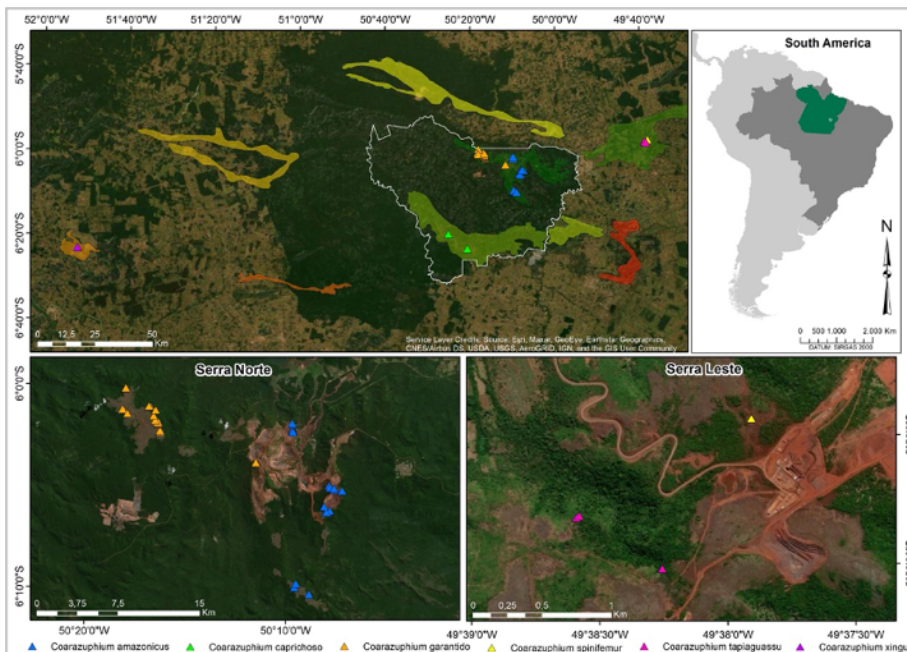 52°0'0"W 51°40'0"W 51°20'0"W 51°0'0"W 50°40'0"W 50°20'0"W 50°0'0"W 49°40'0"W
5°40'0"S
6°0'0"S
6°20'0"S
6°40'0"S
0 12,5 25 50
Km
Service Layer Credits: Source: Esri, Maxar, GeoEye, Earthstar Geographics,
CNES/Airbus DS, USDA, USGS, AeroGRID, IGN, and the GIS User Community
South America
N
0 500 1.000 2.000 Km
DATUM: SIRGAS 2000
Serra Norte
6°0'0"S
6°10'0"S
0 3,75 7,5 15
Km
50°20'0"W 50°10'0"W
Serra Leste
0 0,25 0,5 1
Km
49°39'0"W 49°38'30"W 49°38'0"W 49°37'30"W
Coarazuphium amazonicus Coarazuphium caprichoso Coarazuphium garantido Coarazuphium spinifemur Coarazuphium tapiaguassu Coarazuphium xingu